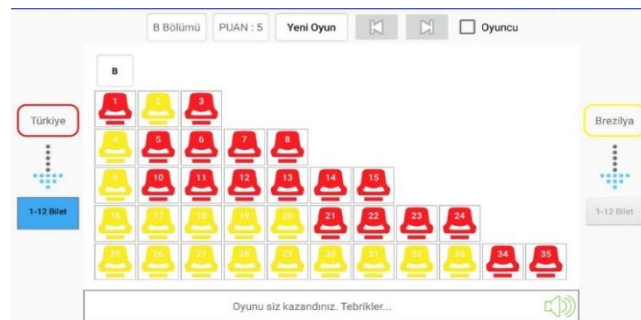 B Bölümü PUAN : 5 Yeni Oyun Oyuncu
B
1 2 3
Türkiye
Brezilya
4 5 6 7 8
9 10 11 12 13 14 15
1-12 Bilet
1-12 Bilet
16 17 18 19 20 21 22 23 24
25 26 27 28 29 30 31 32 33 34 35
Oyunu siz kazandınız. Tebrikler...